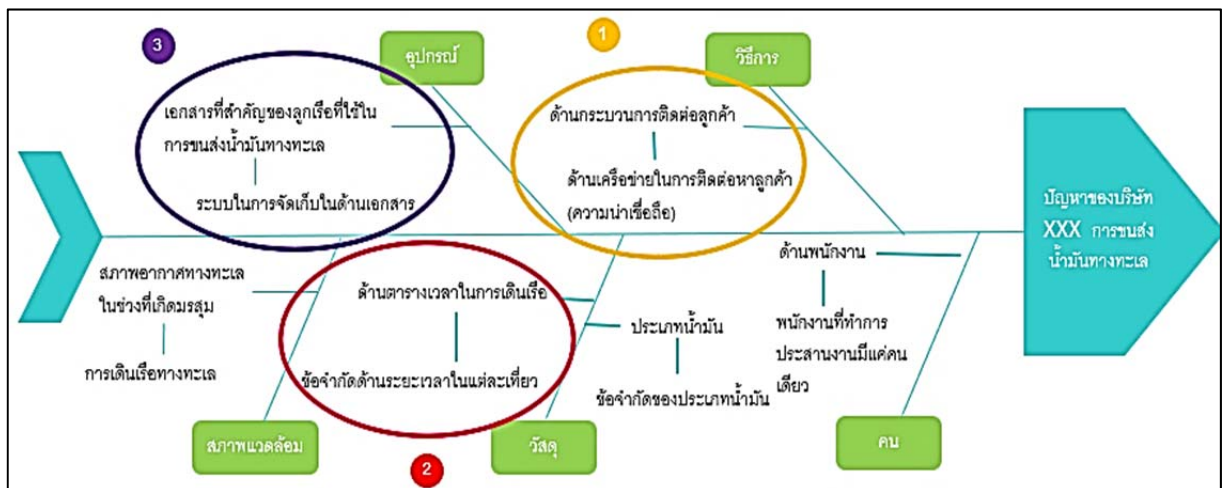 3
อุปกรณ์
1
วิธีการ
เอกสารที่สำคัญของลูกเรือที่ใช้ใน
การขนส่งน้ำมันทางทะเล
ระบบในการจัดเก็บในด้านเอกสาร
ด้านกระบวนการติดต่อลูกค้า
ด้านเครือข่ายในการติดต่อหาลูกค้า
(ความน่าเชื่อถือ)
ปัญหาของบริษัท
XXX การขนส่ง
น้ำมันทางทะเล
สภาพอากาศทางทะเล
ในช่วงที่เกิดมรสุม
การเดินเรือทางทะเล
ด้านตารางเวลาในการเดินเรือ
ข้อจำกัดด้านระยะเวลาในแต่ละเที่ยว
ประเภทน้ำมัน
ข้อจำกัดของประเภทน้ำมัน
ด้านพนักงาน
พนักงานที่ทำการ
ประสานงานมีแค่คน
เดียว
สภาพแวดล้อม
2
วัสดุ
คน